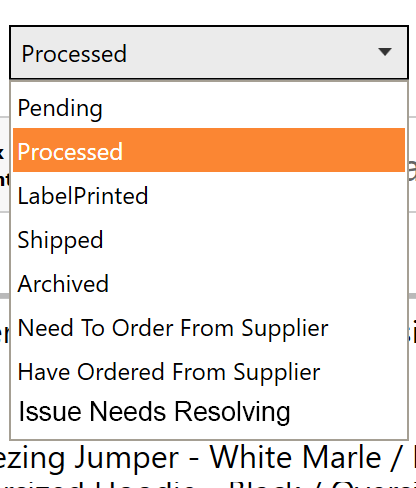 Processed
Pending
Processed
LabelPrinted
Shipped
Archived
Need To Order From Supplier
Have Ordered From Supplier
Issue Needs Resolving
Jumper - White Marle /